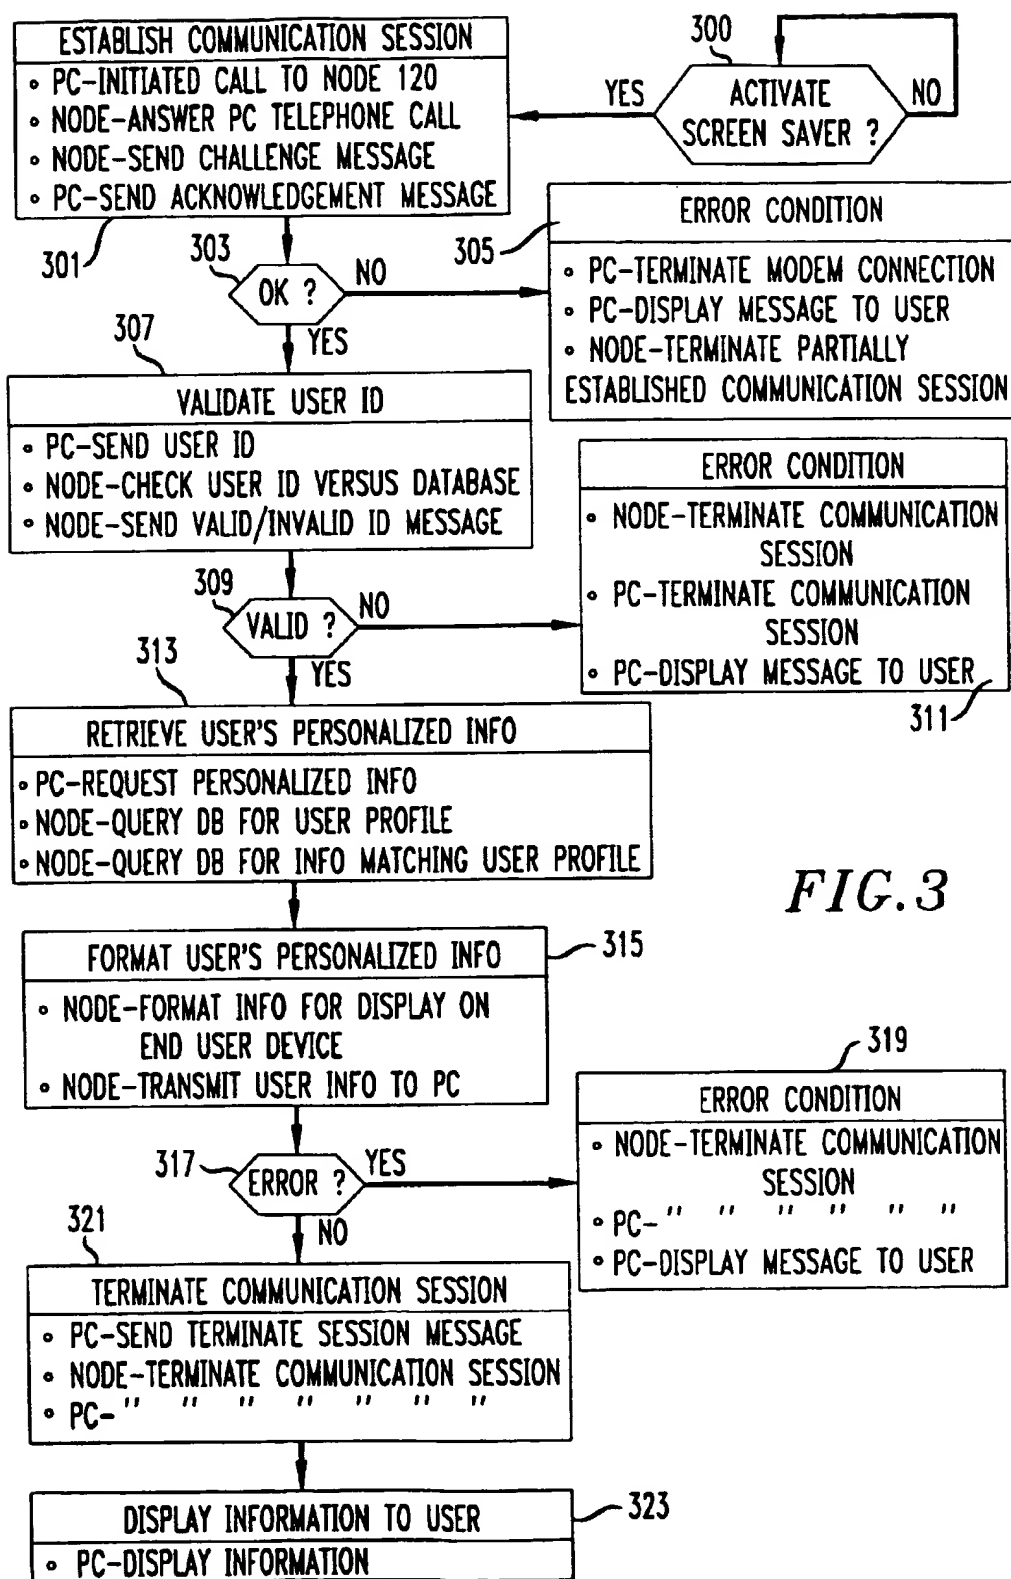 300
ACTIVATE
SCREEN SAVER ?
YES
NO
ESTABLISH COMMUNICATION SESSION
• PC-INITIATED CALL TO NODE 120
• NODE-ANSWER PC TELEPHONE CALL
• NODE-SEND CHALLENGE MESSAGE
• PC-SEND ACKNOWLEDGEMENT MESSAGE
301
303
OK ?
NO
YES
305
ERROR CONDITION
• PC-TERMINATE MODEM CONNECTION
• PC-DISPLAY MESSAGE TO USER
• NODE-TERMINATE PARTIALLY
ESTABLISHED COMMUNICATION SESSION
307
VALIDATE USER ID
• PC-SEND USER ID
• NODE-CHECK USER ID VERSUS DATABASE
• NODE-SEND VALID/INVALID ID MESSAGE
309
VALID ?
NO
YES
ERROR CONDITION
• NODE-TERMINATE COMMUNICATION
SESSION
• PC-TERMINATE COMMUNICATION
SESSION
• PC-DISPLAY MESSAGE TO USER
311
313
RETRIEVE USER'S PERSONALIZED INFO
• PC-REQUEST PERSONALIZED INFO
• NODE-QUERY DB FOR USER PROFILE
• NODE-QUERY DB FOR INFO MATCHING USER PROFILE
FIG. 3
315
FORMAT USER'S PERSONALIZED INFO
• NODE-FORMAT INFO FOR DISPLAY ON
END USER DEVICE
• NODE-TRANSMIT USER INFO TO PC
317
ERROR ?
YES
NO
319
ERROR CONDITION
• NODE-TERMINATE COMMUNICATION
SESSION
• PC- " " " " " "
• PC-DISPLAY MESSAGE TO USER
321
TERMINATE COMMUNICATION SESSION
• PC-SEND TERMINATE SESSION MESSAGE
• NODE-TERMINATE COMMUNICATION SESSION
• PC- " " " " " " "
323
DISPLAY INFORMATION TO USER
• PC-DISPLAY INFORMATION